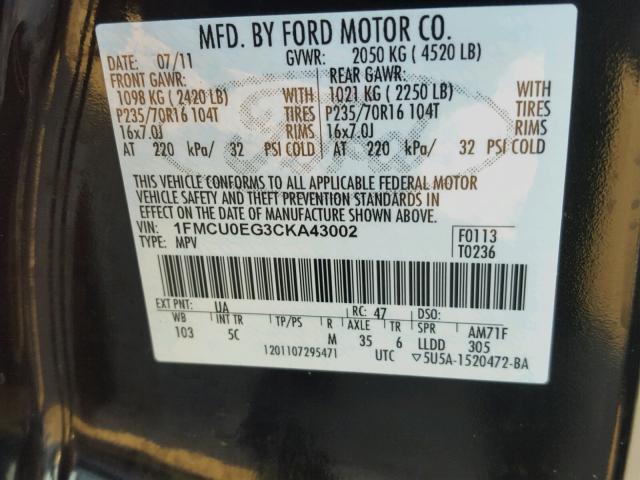 MFD. BY FORD MOTOR CO.
DATE: 07/11 GVWR: 2050 KG ( 4520 LB)
FRONT GAWR: REAR GAWR:
1098 KG ( 2420 LB) WITH 1021 KG ( 2250 LB) WITH
P235/70R16 104T TIRES P235/70R16 104T TIRES
16x7.0J RIMS 16x7.0J RIMS
AT 220 kPa/ 32 PSI COLD AT 220 kPa/ 32 PSI COLD
THIS VEHICLE CONFORMS TO ALL APPLICABLE FEDERAL MOTOR
VEHICLE SAFETY AND THEFT PREVENTION STANDARDS IN
EFFECT ON THE DATE OF MANUFACTURE SHOWN ABOVE.
VIN: 1FMCU0EG3CKA43002 F0113
TYPE: MPV T0236
EXT PNT: UA RC: 47 DSO:
WB INT TR TP/PS R AXLE TR SPR AM71F
103 5C M 35 6 LLDD 305
1201107295471 UTC ▽5U5A-1520472-BA